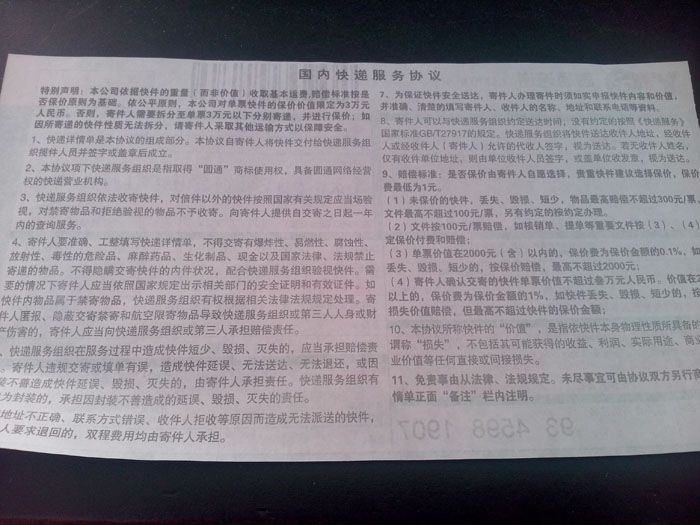 国内快递服务协议
特别声明：本公司依据快件的重量（而非价值）收取基本运费,赔偿标准按是
否保价原则为基础。依公平原则，本公司对单票快件的保价价值限定为3万元
人民币。否则，寄件人需要拆分至单票3万元以下分别寄递，并进行保价；如
因所寄递的快件性质无法拆分，请寄件人采取其他运输方式以保障安全。
1、快递详情单是本协议的组成部分。本协议自寄件人将快件交付给快递服务组
织揽件人员并签字或盖章后成立。
2、本协议项下快递服务组织是指取得“圆通”商标使用权，具备圆通网络经营
权的快递营业机构。
3、快递服务组织依法收寄快件，对信件以外的快件按照国家有关规定应当场验
视，对禁寄物品和拒绝验视的物品不予收寄。向寄件人提供自交寄之日起一年
内的查询服务。
4、寄件人要准确、工整填写快递详情单，不得交寄有爆炸性、易燃性、腐蚀性、
放射性、毒性的危险品、麻醉药品、生化制品、现金以及国家法律、法规禁止
寄递的物品。不得隐瞒交寄快件的内件状况，配合快递服务组织验视快件。需
要的情况下寄件人应当依照国家规定出示相关部门的安全证明和有效证件。如
快件内物品属于禁寄物品，快递服务组织有权根据相关法律法规规定处理。寄
件人匿报、隐蔽交寄禁寄和航空限寄物品导致快递服务组织或第三人人身或财
产伤害的，寄件人应当向快递服务组织或第三人承担赔偿责任。
、快递服务组织在服务过程中造成快件短少、毁损、灭失的，应当承担赔偿责
。寄件人违规交寄或填单有误，造成快件延误、无法送达、无法退还，或因
装不善造成快件延误、毁损、灭失的，由寄件人承担责任。快递服务组织有
为封装的，承担因封装不善造成的延误、毁损、灭失的责任。
地址不正确、联系方式错误、收件人拒收等原因而造成无法派送的快件，
人要求退回的，双程费用均由寄件人承担。
7、为保证快件安全送达，寄件人办理寄件时须如实申报快件内容和价值，
并准确、清楚的填写寄件人、收件人的名称、地址和联系电话等资料。
8、寄件人可以与快递服务组织约定送达时间，没有约定的按照《快递服务》
国家标准GB/T27917的规定。快递服务组织将快件送达收件人地址，经收件
人或经收件人（寄件人）允许的代收人签字，视为送达。若无收件人姓名，
仅有收件单位地址，则由单位收件人员签字，或盖单位收发章，视为送达。
9、赔偿标准：是否保价由寄件人自愿选择，贵重快件建议选择保价，保价
费最低为1元。
（1）未保价的快件，丢失、毁损、短少，物品最高赔偿不超过300元/票，
文件最高不超过100元/票，另有约定的按约定办理。
（2）文件按100元/票赔偿，如核销单、提单等重要文件按（3）、（4）
定保价付费和赔偿；
（3）单票价值在2000元（含）以内的，保价费为保价金额的0.1%，如
丢失、毁损、短少的，按保价赔偿，最高不超过2000元；
（4）寄件人确认交寄的快件单票价值不超过叁万元人民币。价值在2
以上的，保价费为保价金额的1%，如快件丢失、毁损、短少的，按
损失价值赔偿，但最高不超过快件的保价金额；
10、本协议所称快件的“价值”，是指依快件本身物理性质所具备的
谓称“损失”，不包括其可能获得的收益、利润、实际用途、商业
业价值等任何直接或间接损失。
11、免责事由从法律、法规规定。未尽事宜可由协议双方另行商
情单正面“备注”栏内注明。
93 4598 1907